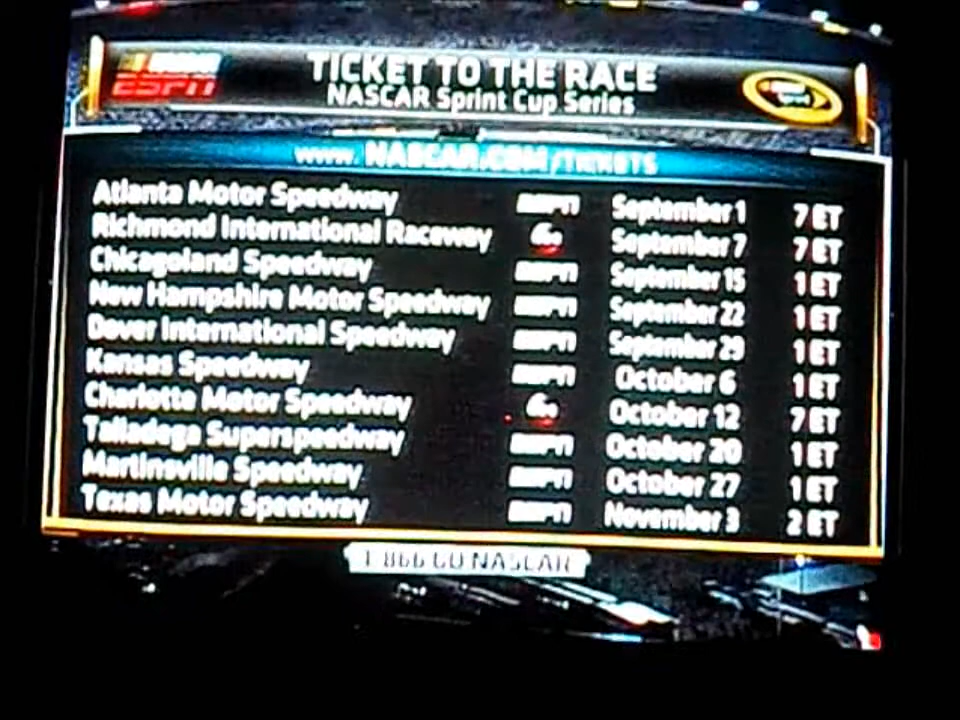 NASCAR
ESPN
TICKET TO THE RACE
NASCAR Sprint Cup Series
www.NASCAR.COM/TICKETS
Atlanta Motor Speedway ESPN September 1 7 ET
Richmond International Raceway September 7 7 ET
Chicagoland Speedway ESPN September 15 1 ET
New Hampshire Motor Speedway ESPN September 22 1 ET
Dover International Speedway ESPN September 29 1 ET
Kansas Speedway ESPN October 6 1 ET
Charlotte Motor Speedway October 12 7 ET
Talladega Superspeedway ESPN October 20 1 ET
Martinsville Speedway ESPN October 27 1 ET
Texas Motor Speedway ESPN November 3 2 ET
1 866 GO NASCAR